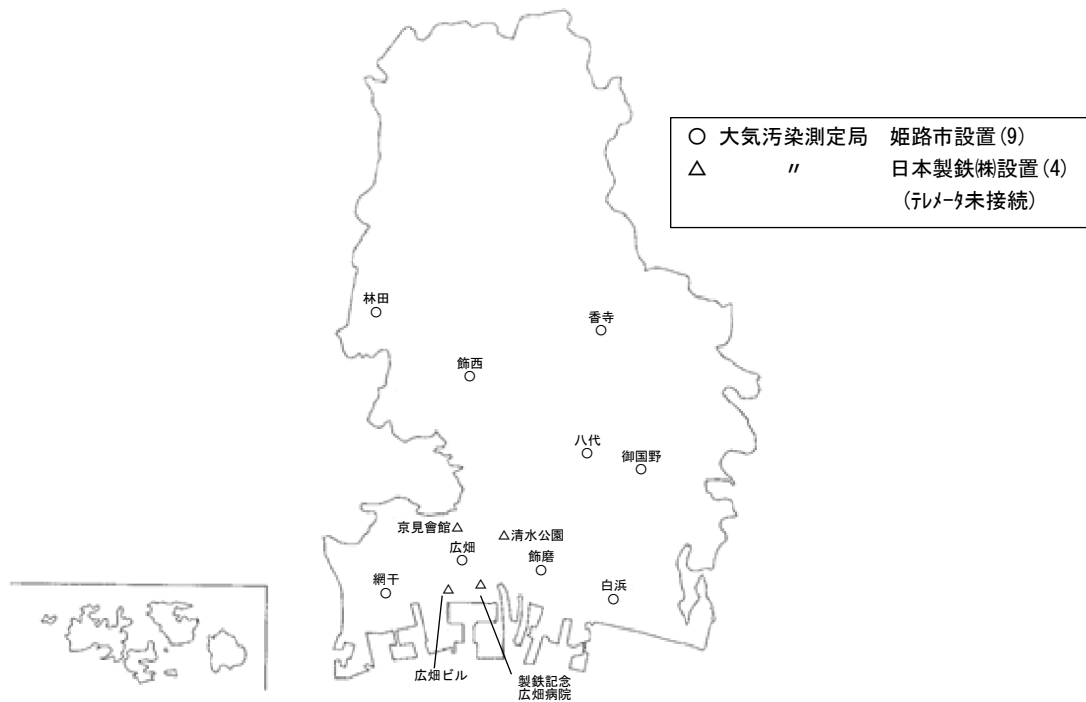 ○ 大気汚染測定局 姫路市設置(9)
△ 〃 日本製鉄㈱設置(4)
(ﾃﾚﾒｰﾀ未接続)
林田
香寺
飾西
八代
御国野
京見會館
清水公園
広畑
飾磨
網干
白浜
広畑ビル
製鉄記念
広畑病院